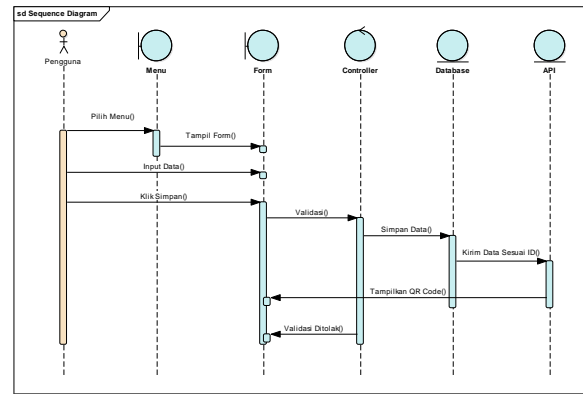 sd Sequence Diagram
Pengguna
Menu
Form
Controller
Database
API
Pilih Menu()
Tampil Form()
Input Data()
Klik Simpan()
Validasi()
Simpan Data()
Kirim Data Sesuai ID()
Tampilkan QR Code()
Validasi Ditolak()